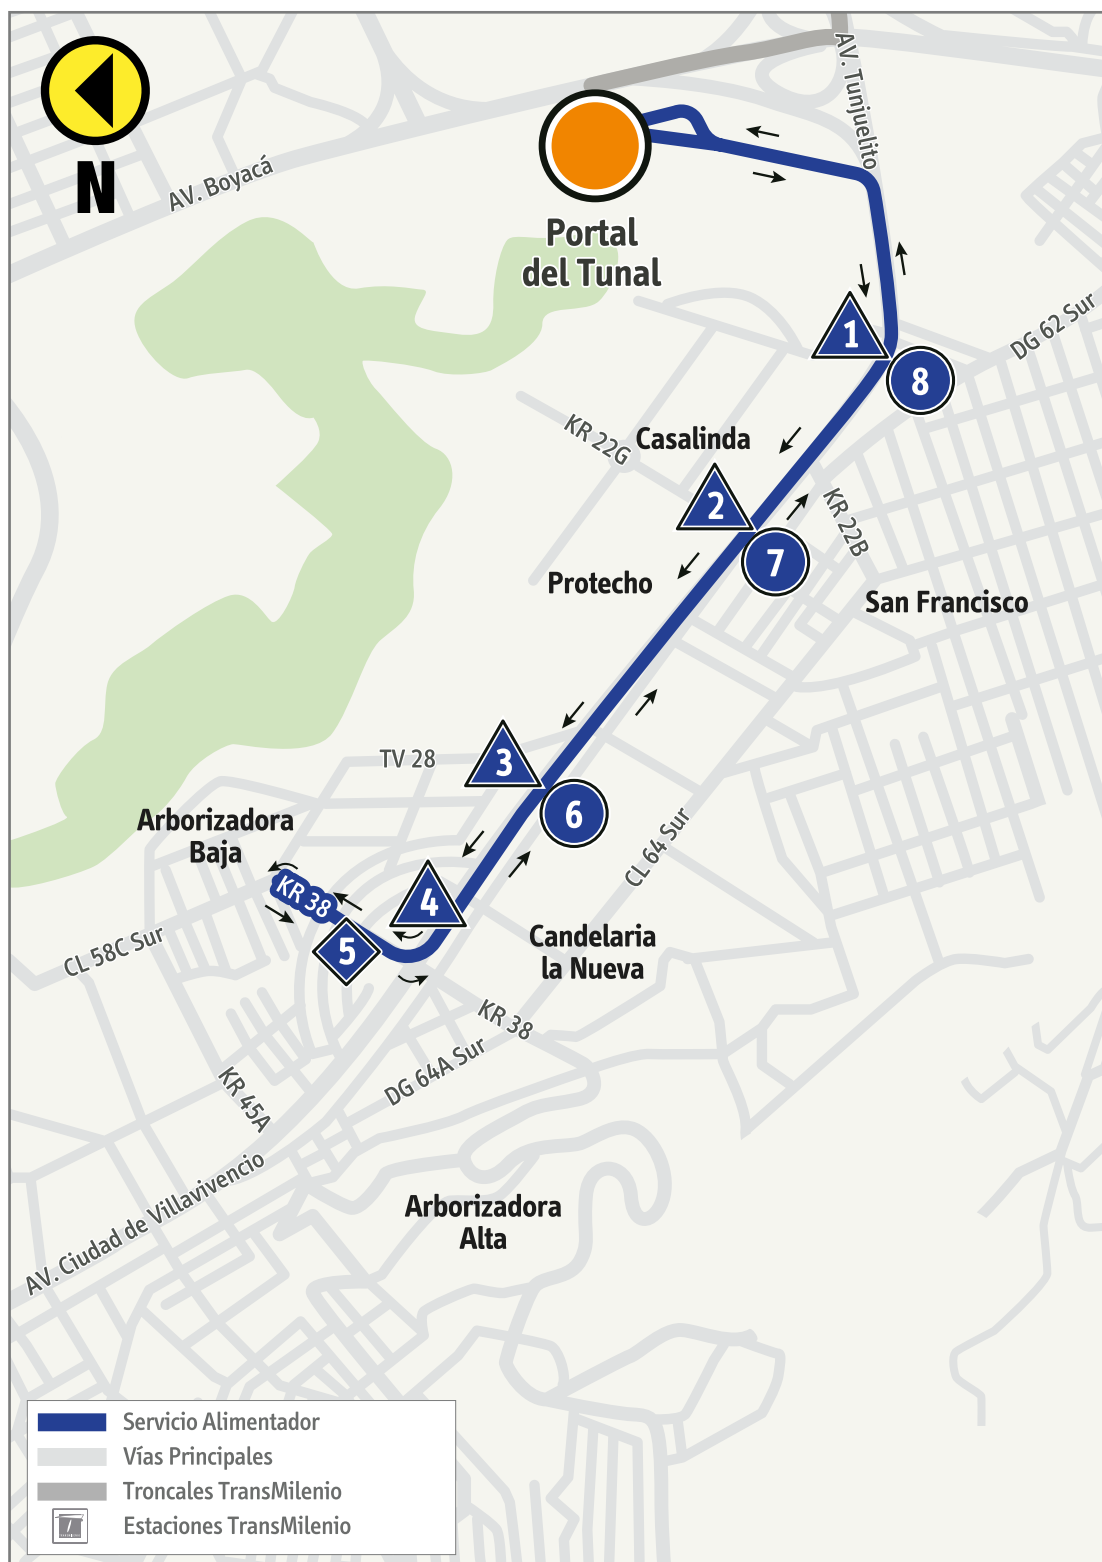 N
AV. Boyacá
AV. Tunjuelito
Portal
del Tunal
DG 62 Sur
1
8
KR 22G
Casalinda
2
KR 22B
7
Protecho
San Francisco
TV 28
3
6
Arborizadora
Baja
CL 64 Sur
KR 38
4
5
CL 58C Sur
Candelaria
la Nueva
KR 38
DG 64A Sur
KR 45A
AV. Ciudad de Villavivencio
Arborizadora
Alta
Servicio Alimentador
Vías Principales
Troncales TransMilenio
Estaciones TransMilenio